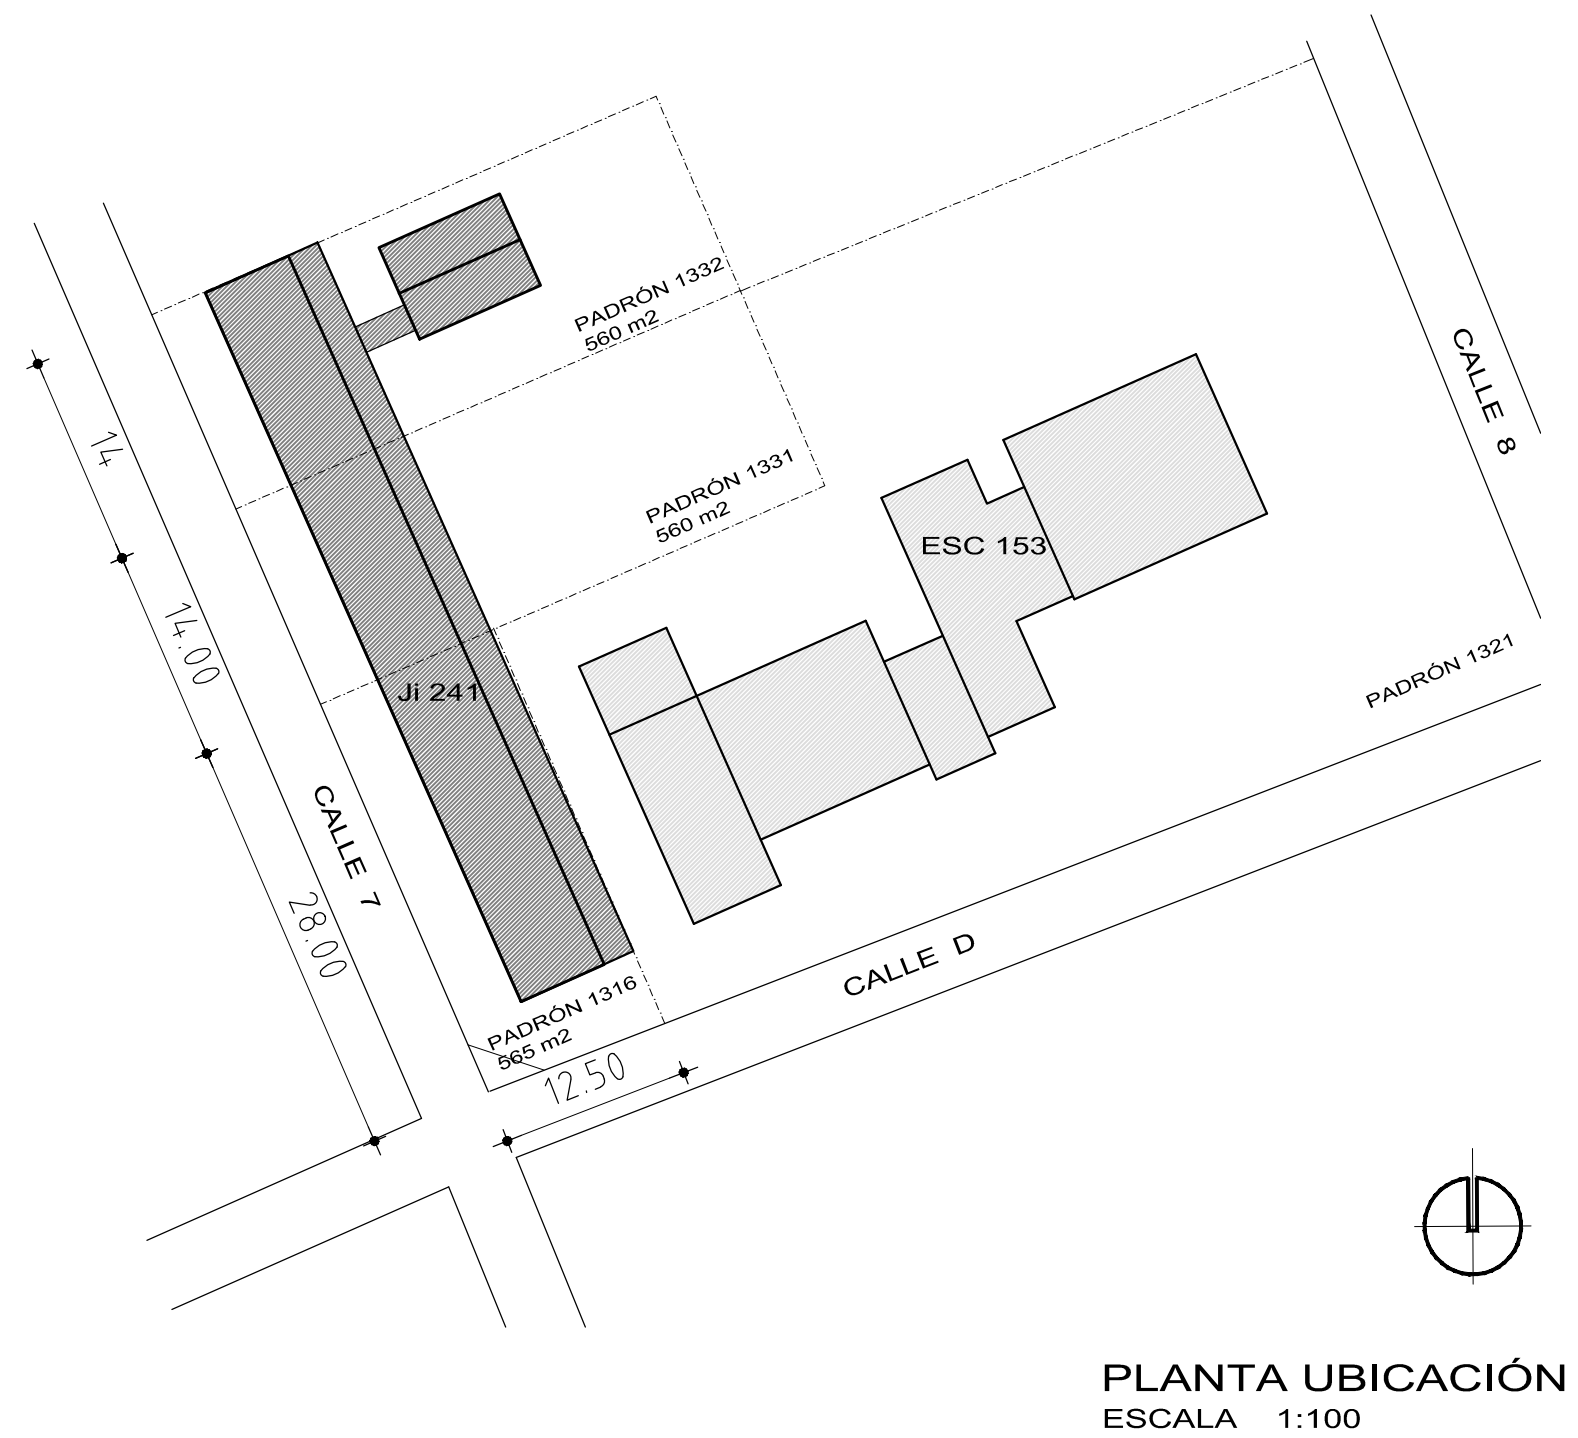 PADRÓN 1332
560 m2
CALLE 8
14
PADRÓN 1331
560 m2
ESC 153
14.00
PADRÓN 1321
Ji 241
CALLE 7
28.00
CALLE D
PADRÓN 1316
565 m2
12.50
PLANTA UBICACIÓN
ESCALA 1:100